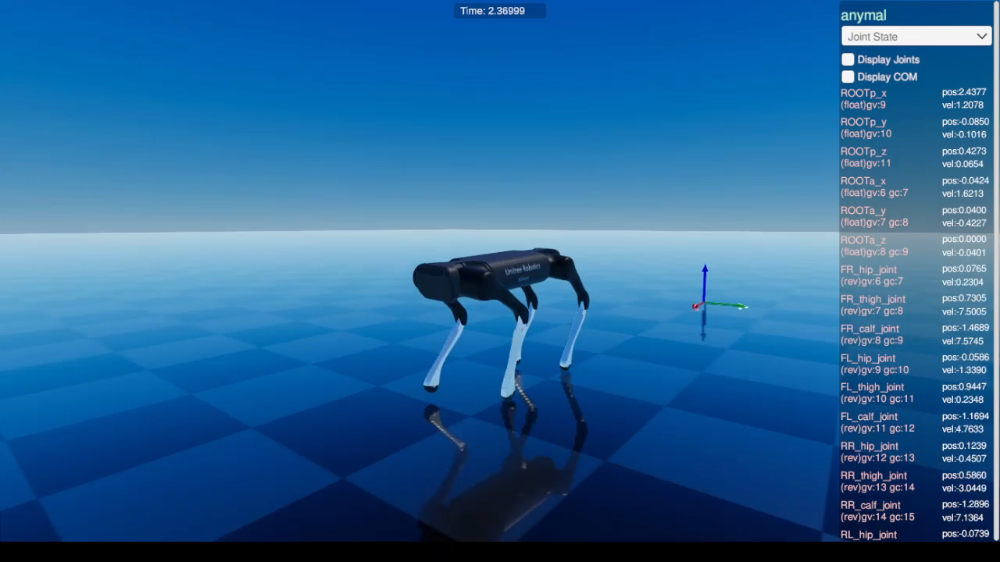 Time: 2.36999
anymal
Joint State
Display Joints
Display COM
ROOTp_x pos:2.4377
(float)gv:9 vel:1.2078
ROOTp_y pos:-0.0850
(float)gv:10 vel:-0.1016
ROOTp_z pos:0.4273
(float)gv:11 vel:0.0654
ROOTa_x pos:-0.0424
(float)gv:6 gc:7 vel:1.6213
ROOTa_y pos:0.0400
(float)gv:7 gc:8 vel:-0.4227
ROOTa_z pos:0.0000
(float)gv:8 gc:9 vel:-0.0401
FR_hip_joint pos:0.0765
(rev)gv:6 gc:7 vel:0.2304
FR_thigh_joint pos:0.7305
(rev)gv:7 gc:8 vel:-7.5005
FR_calf_joint pos:-1.4689
(rev)gv:8 gc:9 vel:7.5745
FL_hip_joint pos:-0.0586
(rev)gv:9 gc:10 vel:-1.3390
FL_thigh_joint pos:0.9447
(rev)gv:10 gc:11 vel:0.2348
FL_calf_joint pos:-1.1694
(rev)gv:11 gc:12 vel:4.7633
RR_hip_joint pos:0.1239
(rev)gv:12 gc:13 vel:-0.4507
RR_thigh_joint pos:0.5860
(rev)gv:13 gc:14 vel:-3.0449
RR_calf_joint pos:-1.2896
(rev)gv:14 gc:15 vel:7.1364
RL_hip_joint pos:-0.0739
Unitree Robotics